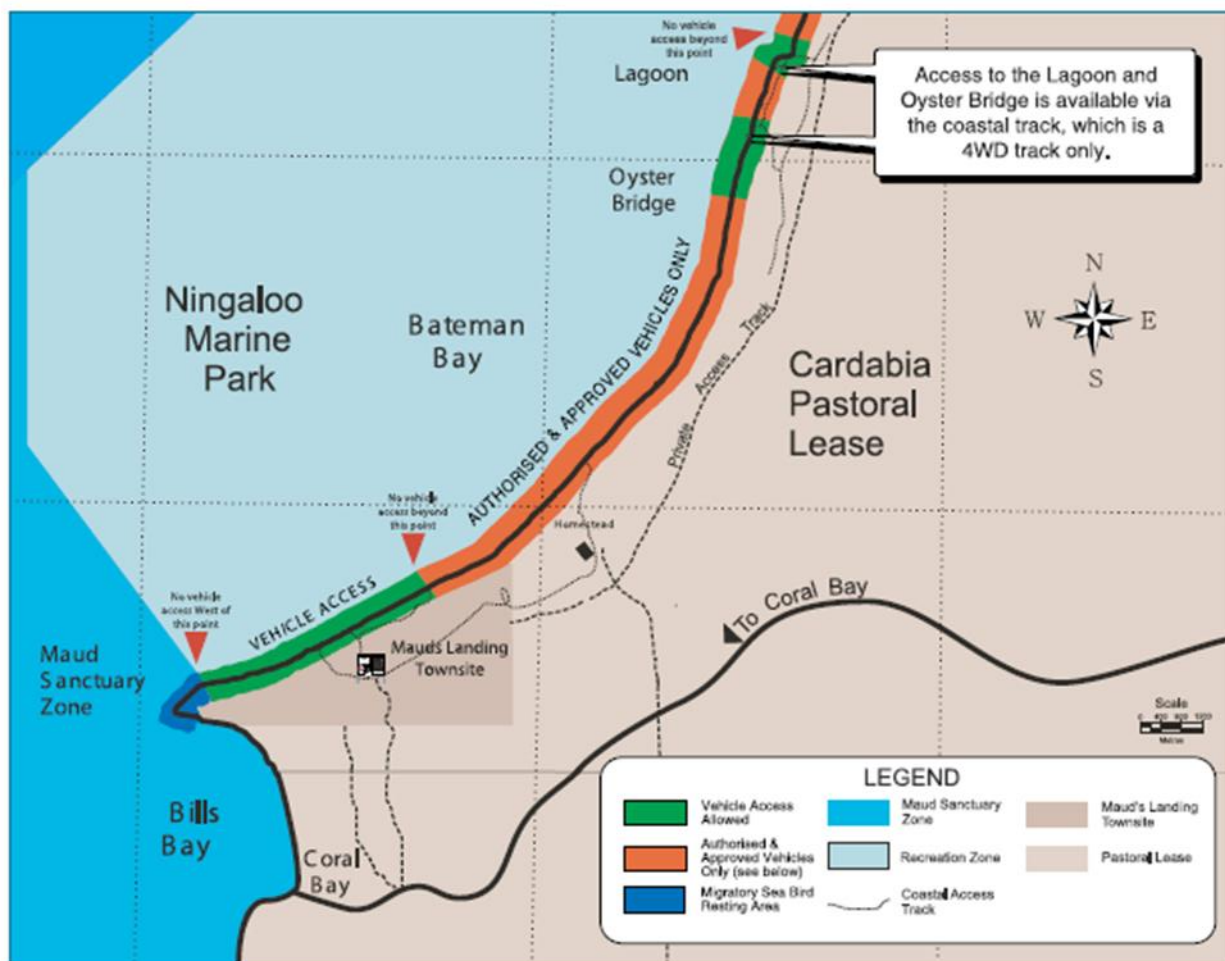 No vehicle
access beyond
this point
Lagoon
Access to the Lagoon and
Oyster Bridge is available via
the coastal track, which is a
4WD track only.
Oyster
Bridge
Ningaloo
Marine
Park
Bateman
Bay
AUTHORISED & APPROVED VEHICLES ONLY
Private Access Track
Cardabia
Pastoral
Lease
N
W E
S
No vehicle
access beyond
this point
Homestead
No vehicle
access West of
this point
VEHICLE ACCESS
Mauds Landing
Townsite
To Coral Bay
Maud
Sanctuary
Zone
Bills
Bay
Coral
Bay
Scale
0 400 800 1200
Metres
LEGEND
Vehicle Access
Allowed
Authorised &
Approved Vehicles
Only (see below)
Migratory Sea Bird
Resting Area
Maud Sanctuary
Zone
Recreation Zone
Coastal Access
Track
Maud's Landing
Townsite
Pastoral Lease